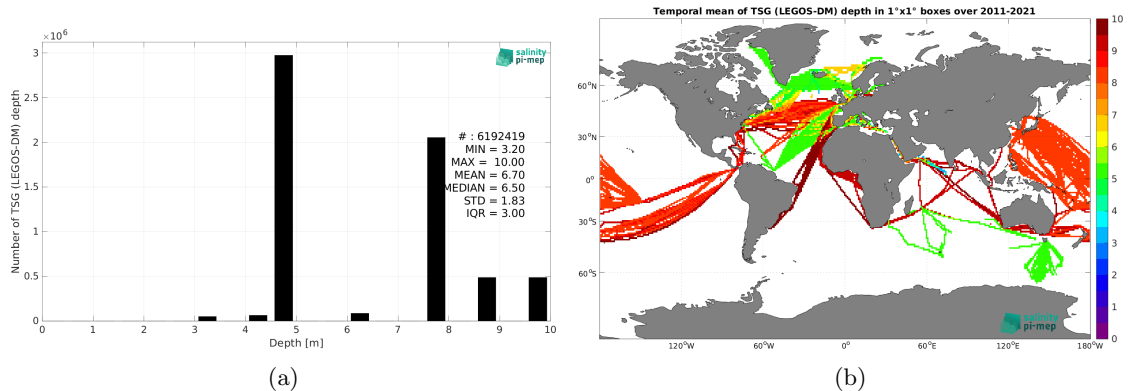 ×10⁶
3
2.5
2
1.5
1
0.5
0
Number of TSG (LEGOS-DM) depth
salinity
pi-mep
# : 6192419
MIN = 3.20
MAX = 10.00
MEAN = 6.70
MEDIAN = 6.50
STD = 1.83
IQR = 3.00
0 1 2 3 4 5 6 7 8 9 10
Depth [m]
(a)
Temporal mean of TSG (LEGOS-DM) depth in 1°x1° boxes over 2011-2021
60°N
30°N
0°
30°S
60°S
120°W 60°W 0° 60°E 120°E 180°W
salinity
pi-mep
10
9
8
7
6
5
4
3
2
1
0
(b)